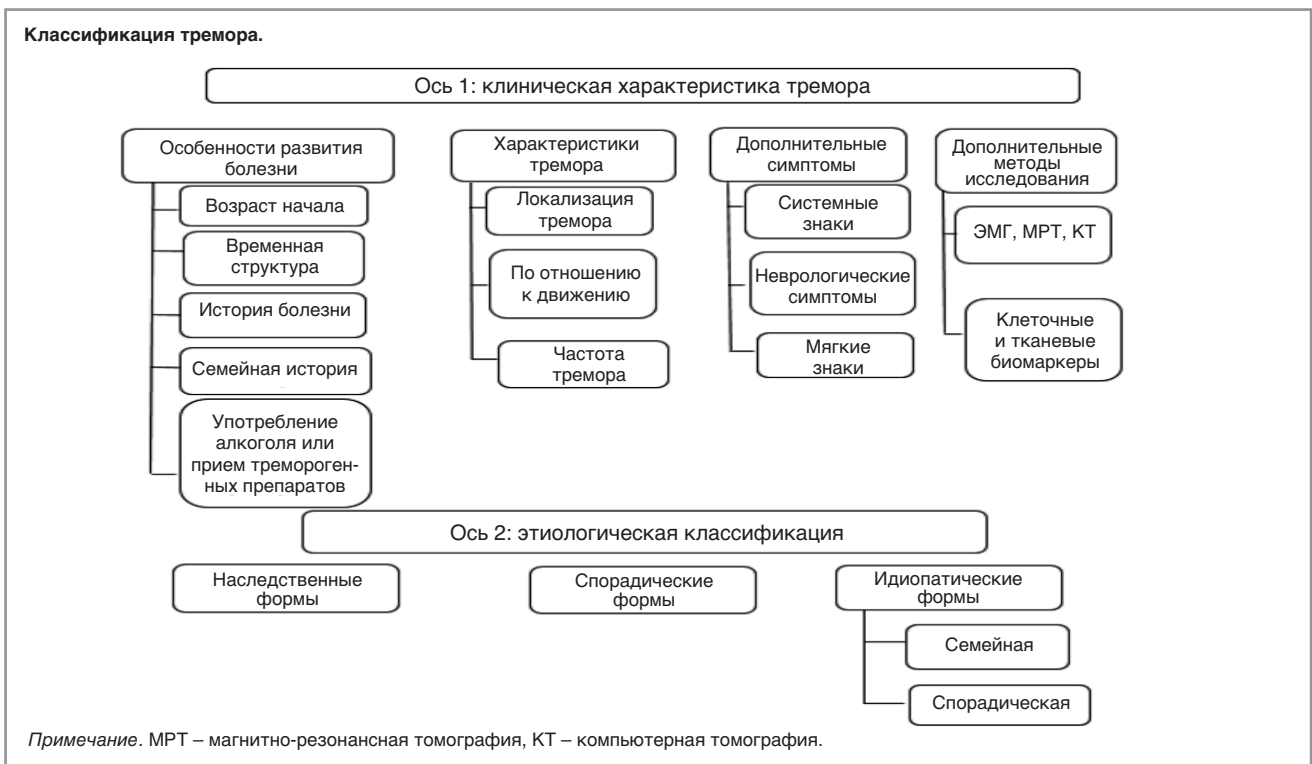 Классификация тремора.
Ось 1: клиническая характеристика тремора
Особенности развития
болезни
Возраст начала
Временная
структура
История болезни
Семейная история
Употребление
алкоголя или
прием треморoген-
ных препаратов
Характеристики
тремора
Локализация
тремора
По отношению
к движению
Частота
тремора
Дополнительные
симптомы
Системные
знаки
Неврологические
симптомы
Мягкие
знаки
Дополнительные
методы
исследования
ЭМГ, МРТ, КТ
Клеточные
и тканевые
биомаркеры
Ось 2: этиологическая классификация
Наследственные
формы
Спорадические
формы
Идиопатические
формы
Семейная
Спорадическая
Примечание. МРТ – магнитно-резонансная томография, КТ – компьютерная томография.